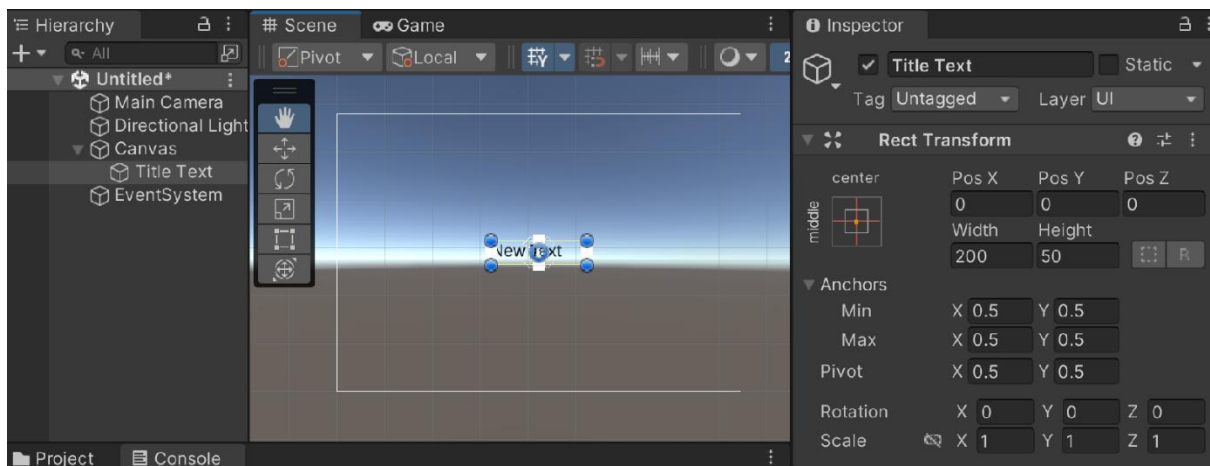 Hierarchy
All
Untitled*
Main Camera
Directional Light
Canvas
Title Text
EventSystem
Project Console
Scene Game
Pivot Local 2
New Text
Inspector
Title Text Static
Tag Untagged Layer UI
Rect Transform
center Pos X Pos Y Pos Z
middle
0 0 0
Width Height
200 50 R
Anchors
Min X 0.5 Y 0.5
Max X 0.5 Y 0.5
Pivot X 0.5 Y 0.5
Rotation X 0 Y 0 Z 0
Scale X 1 Y 1 Z 1